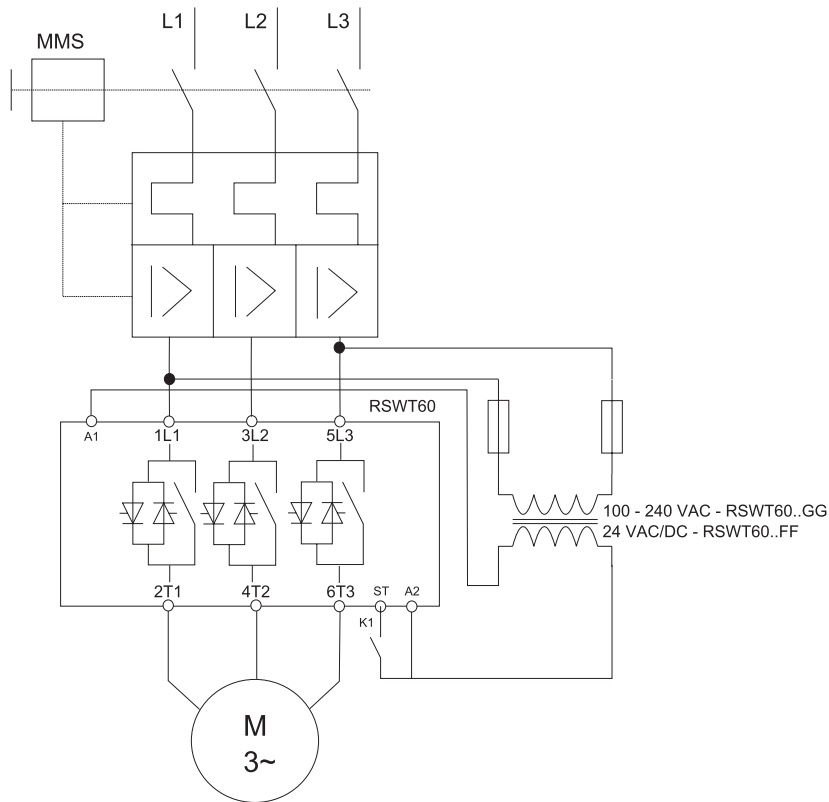 L1 L2 L3
MMS
RSWT60
A1 1L1 3L2 5L3
100 - 240 VAC - RSWT60..GG
24 VAC/DC - RSWT60..FF
2T1 4T2 6T3 ST A2
K1
M
3~